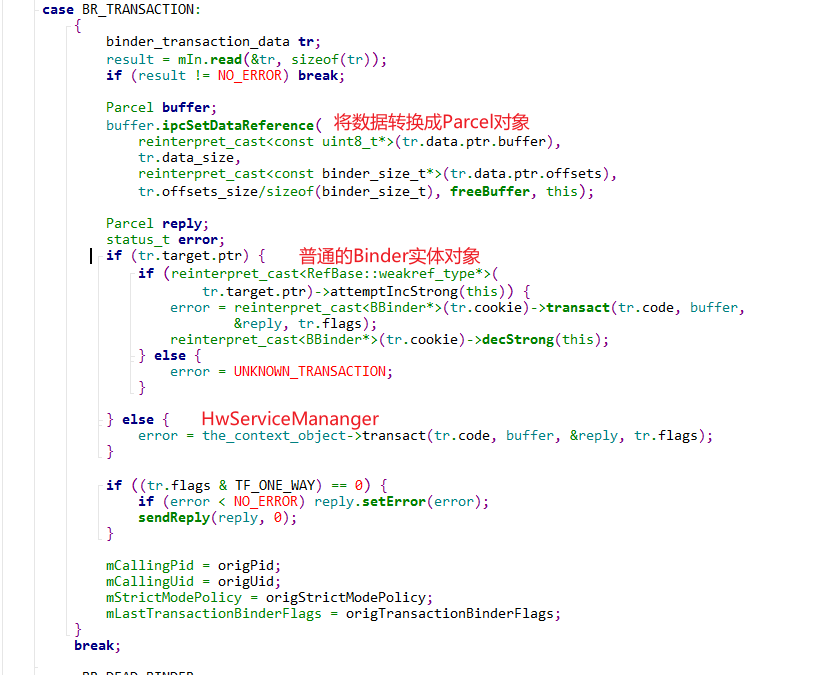 case BR_TRANSACTION:
{
binder_transaction_data tr;
result = mIn.read(&tr, sizeof(tr));
if (result != NO_ERROR) break;
Parcel buffer;
buffer.ipcSetDataReference( 将数据转换成Parcel对象
reinterpret_cast<const uint8_t*>(tr.data.ptr.buffer),
tr.data_size,
reinterpret_cast<const binder_size_t*>(tr.data.ptr.offsets),
tr.offsets_size/sizeof(binder_size_t), freeBuffer, this);
Parcel reply;
status_t error;
if (tr.target.ptr) { 普通的Binder实体对象
if (reinterpret_cast<RefBase::weakref_type*>(
tr.target.ptr)->attemptIncStrong(this)) {
error = reinterpret_cast<BBinder*>(tr.cookie)->transact(tr.code, buffer,
&reply, tr.flags);
reinterpret_cast<BBinder*>(tr.cookie)->decStrong(this);
} else {
error = UNKNOWN_TRANSACTION;
}
} else { HwServiceMananger
error = the_context_object->transact(tr.code, buffer, &reply, tr.flags);
}
if ((tr.flags & TF_ONE_WAY) == 0) {
if (error < NO_ERROR) reply.setError(error);
sendReply(reply, 0);
}
mCallingPid = origPid;
mCallingUid = origUid;
mStrictModePolicy = origStrictModePolicy;
mLastTransactionBinderFlags = origTransactionBinderFlags;
}
break;